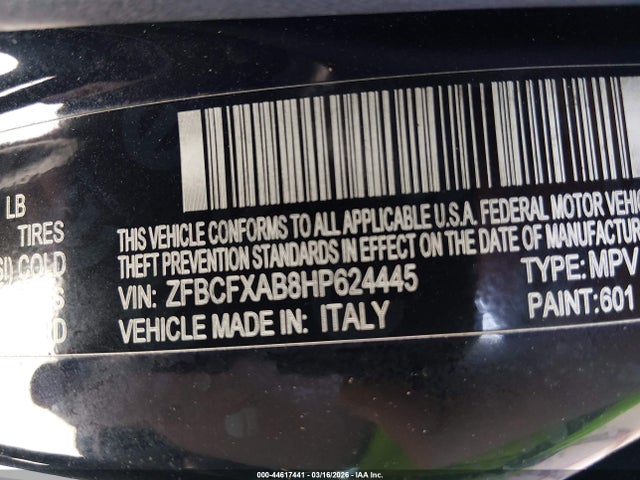 LB
TIRES
COLD
THIS VEHICLE CONFORMS TO ALL APPLICABLE U.S.A. FEDERAL MOTOR VEHIC
THEFT PREVENTION STANDARDS IN EFFECT ON THE DATE OF MANUFACTUR
VIN: ZFBCFXAB8HP624445 TYPE: MPV
VEHICLE MADE IN: ITALY PAINT:601
000-44617441 - 03/16/2026 - © IAA, Inc.